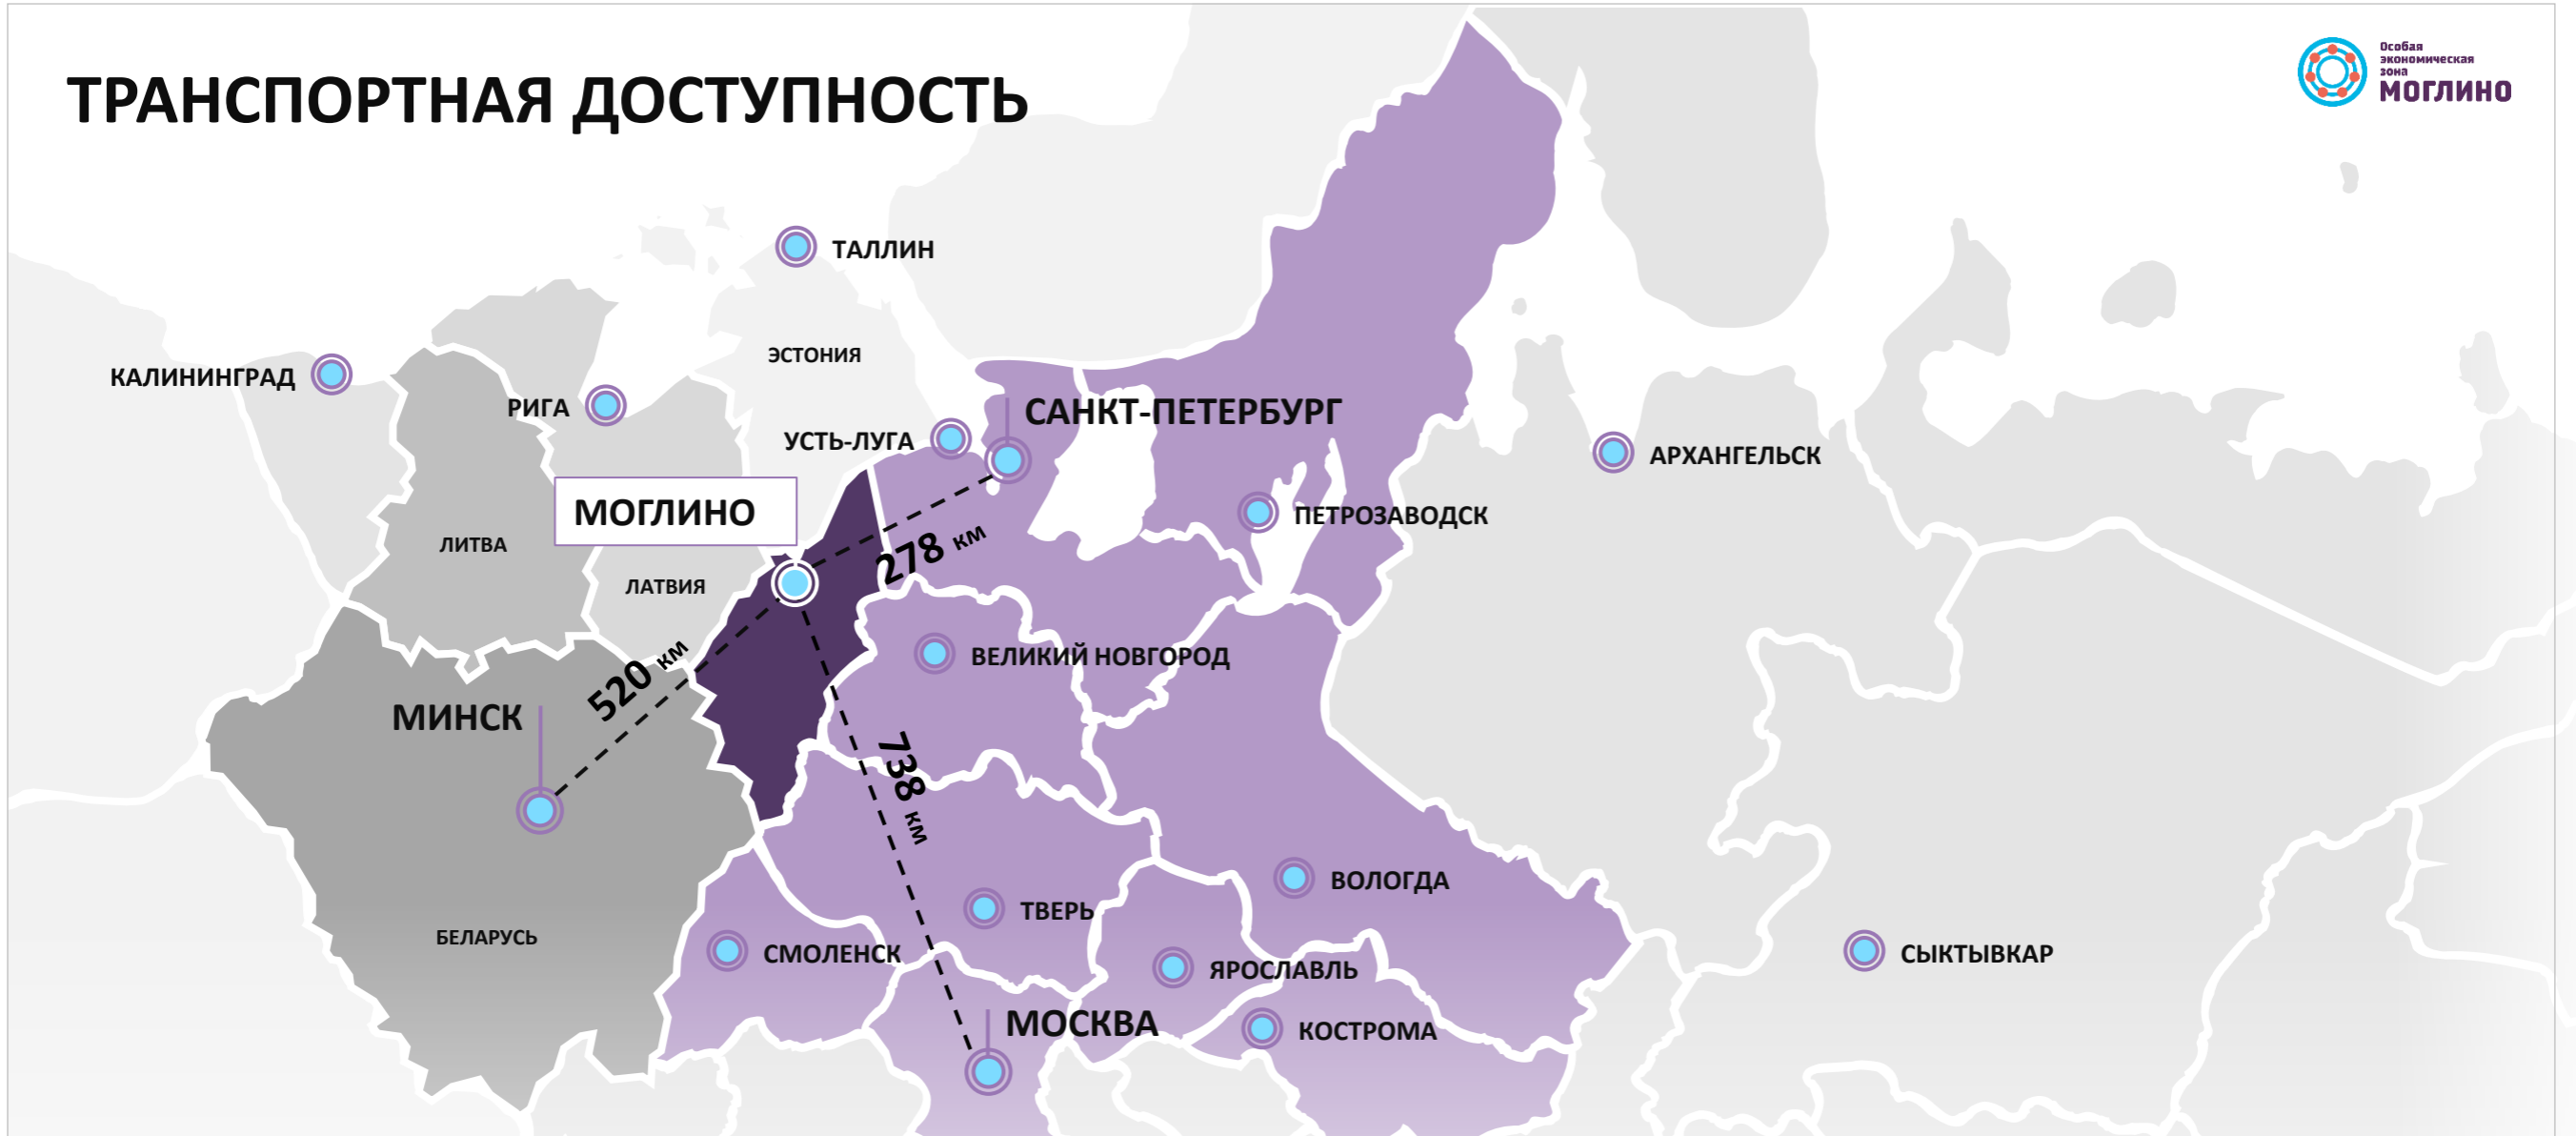 ТРАНСПОРТНАЯ ДОСТУПНОСТЬ
Особая
экономическая
зона
МОГЛИНО
ТАЛЛИН
ЭСТОНИЯ
КАЛИНИНГРАД
РИГА
САНКТ-ПЕТЕРБУРГ
УСТЬ-ЛУГА
АРХАНГЕЛЬСК
МОГЛИНО
ПЕТРОЗАВОДСК
ЛИТВА
278 км
ЛАТВИЯ
ВЕЛИКИЙ НОВГОРОД
520 км
МИНСК
738 км
ВОЛОГДА
ТВЕРЬ
БЕЛАРУСЬ
СМОЛЕНСК
СЫКТЫВКАР
ЯРОСЛАВЛЬ
МОСКВА
КОСТРОМА